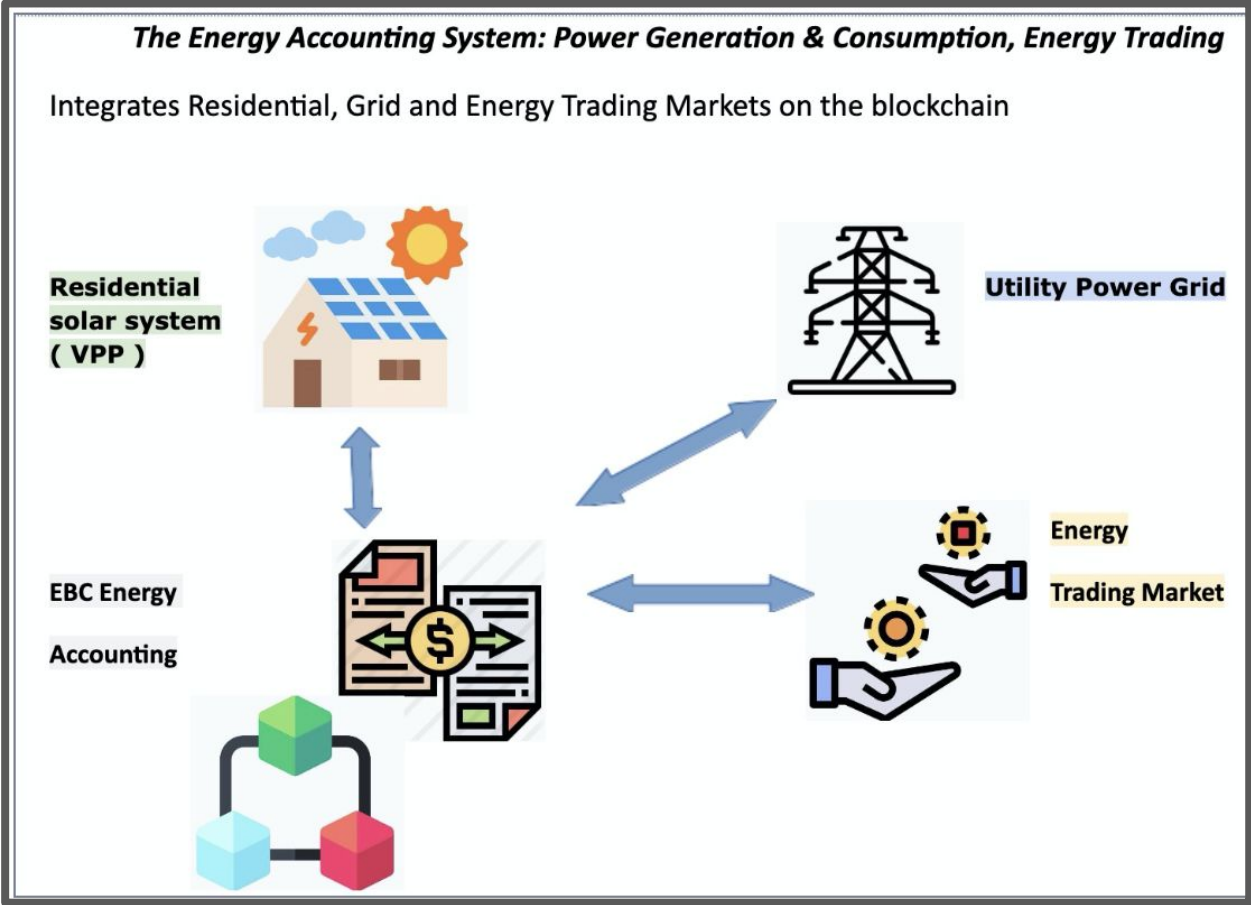 The Energy Accounting System: Power Generation & Consumption, Energy Trading
Integrates Residential, Grid and Energy Trading Markets on the blockchain
Residential
solar system
( VPP )
Utility Power Grid
EBC Energy
Accounting
$
Energy
Trading Market